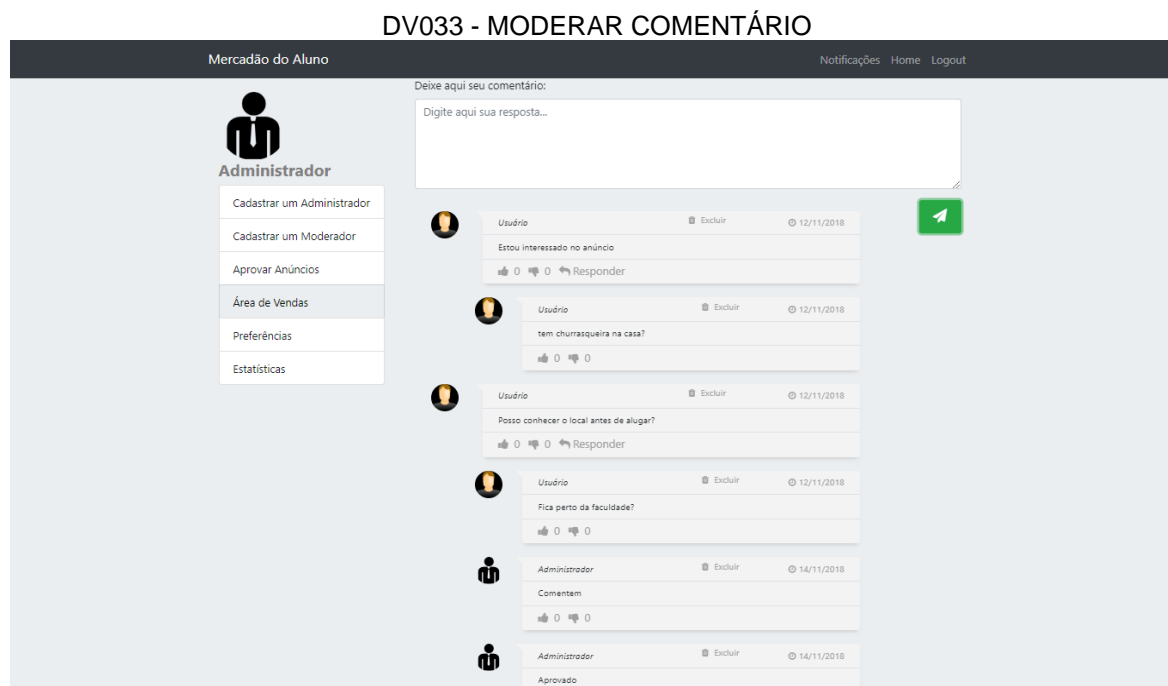 DV033 - MODERAR COMENTÁRIO
Mercadão do Aluno
Notificações Home Logout
Deixe aqui seu comentário:
Digite aqui sua resposta...
Administrador
Cadastrar um Administrador
Cadastrar um Moderador
Aprovar Anúncios
Área de Vendas
Preferências
Estatísticas
Usuário Excluir 12/11/2018
Estou interessado no anúncio
0 0 Responder
Usuário Excluir 12/11/2018
tem churrasqueira na casa?
0 0
Usuário Excluir 12/11/2018
Posso conhecer o local antes de alugar?
0 0 Responder
Usuário Excluir 12/11/2018
Fica perto da faculdade?
0 0
Administrador Excluir 14/11/2018
Comentem
0 0
Administrador Excluir 14/11/2018
Aprovado